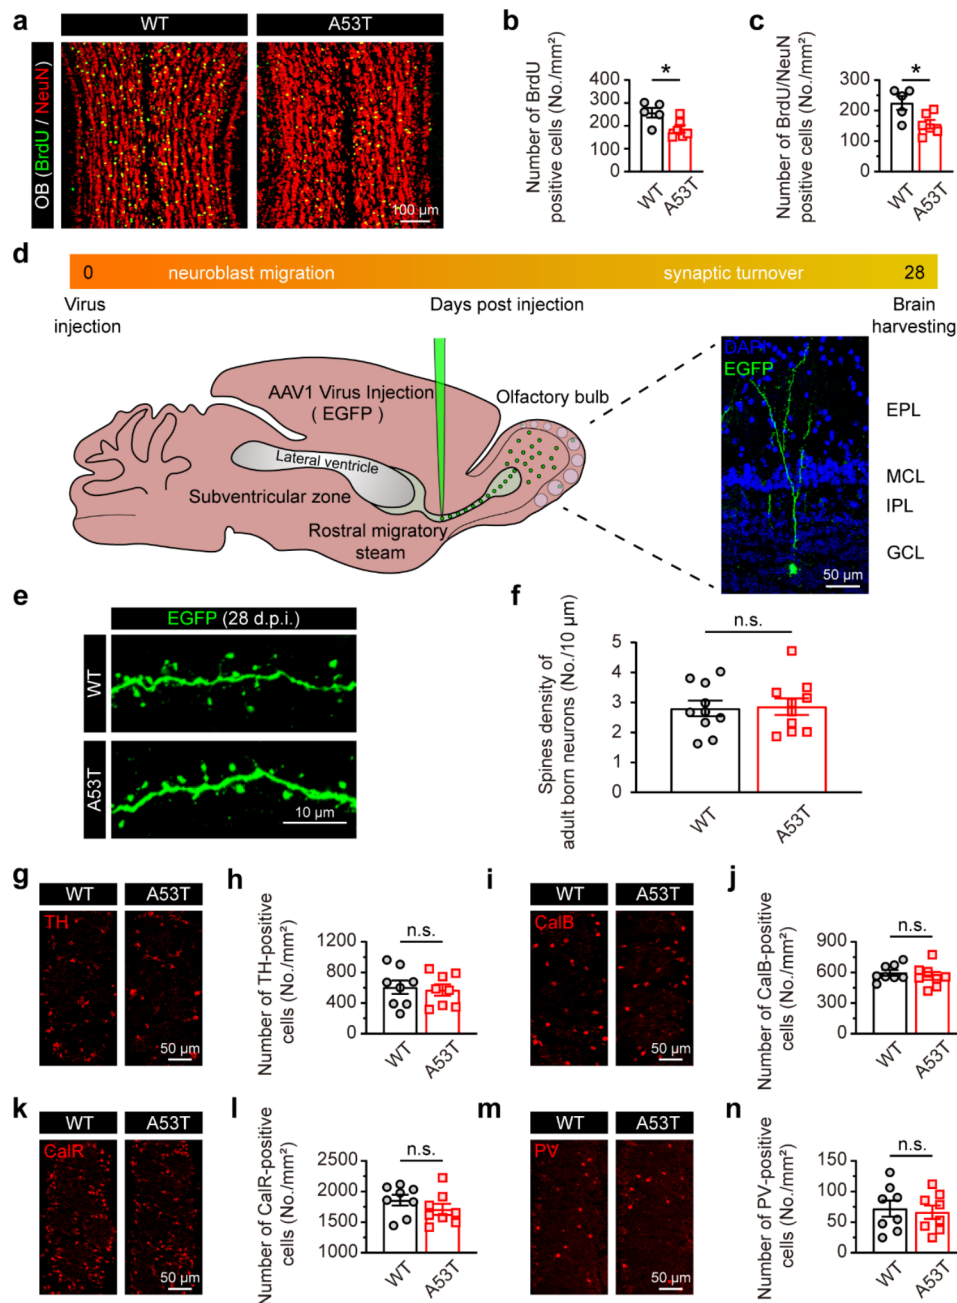 a
WT
A53T
OB (BrdU / NeuN)
100 µm
b
Number of BrdU
positive cells (No./mm²)
400
300
200
100
0
*
WT
A53T
c
Number of BrdU/NeuN
positive cells (No./mm²)
300
200
100
0
*
WT
A53T
d
0
neuroblast migration
synaptic turnover
28
Virus
injection
Days post injection
Brain
harvesting
AAV1 Virus Injection
( EGFP )
Olfactory bulb
Lateral ventricle
Subventricular zone
Rostral migratory
steam
DAPI
EGFP
EPL
MCL
IPL
GCL
50 µm
e
EGFP (28 d.p.i.)
WT
A53T
10 µm
f
Spines density of
adult born neurons (No./10 µm)
5
4
3
2
1
0
n.s.
WT
A53T
g
WT
A53T
TH
50 µm
h
Number of TH-positive
cells (No./mm²)
1200
800
400
0
n.s.
WT
A53T
i
WT
A53T
CalB
50 µm
j
Number of CalB-positive
cells (No./mm²)
900
600
300
0
n.s.
WT
A53T
k
WT
A53T
CalR
50 µm
l
Number of CalR-positive
cells (No./mm²)
2500
2000
1500
1000
n.s.
WT
A53T
m
WT
A53T
PV
50 µm
n
Number of PV-positive
cells (No./mm²)
150
100
50
0
n.s.
WT
A53T